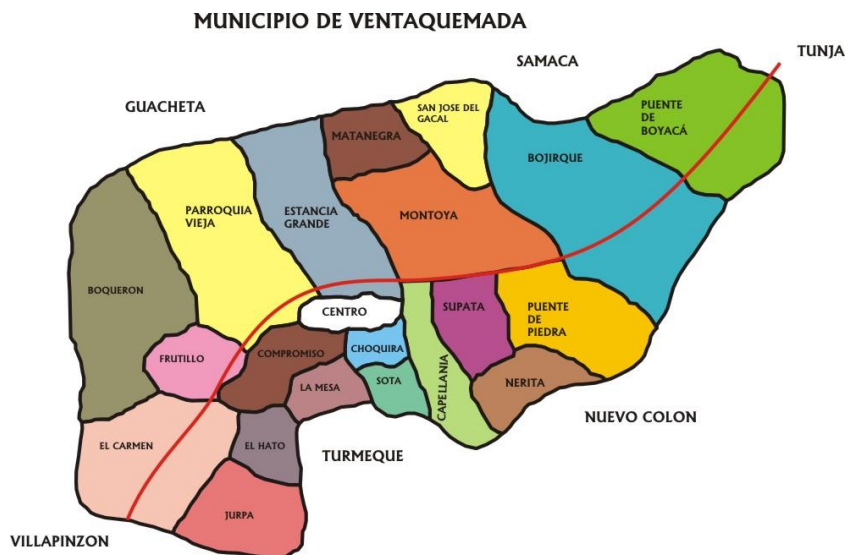 MUNICIPIO DE VENTAQUEMADA
TUNJA
SAMACA
GUACHETA
SAN JOSE DEL
GACAL
PUENTE
DE
BOYACÁ
MATANEGRA
BOJIRQUE
PARROQUIA
VIEJA
ESTANCIA
GRANDE
MONTOYA
BOQUERON
CENTRO
SUPATA
PUENTE
DE
PIEDRA
FRUTILLO
COMPROMISO
CHOQUIRA
LA MESA
SOTA
CAPELLANIA
NERITA
NUEVO COLON
EL CARMEN
EL HATO
TURMEQUE
JURPA
VILLAPINZON